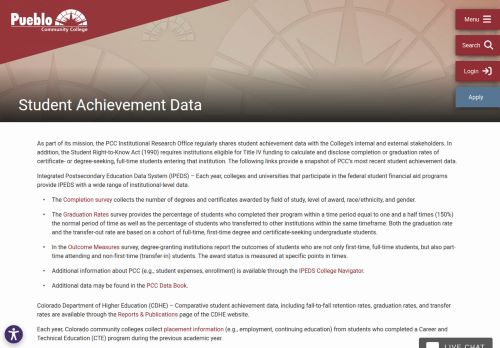 Pueblo
Community College
Menu
Search
Login
Apply
Student Achievement Data
As part of its mission, the PCC Institutional Research Office regularly shares student achievement data with the College's internal and external stakeholders. In
addition, the Student Right-to-Know Act (1990) requires institutions eligible for Title IV funding to calculate and disclose completion or graduation rates of
certificate- or degree-seeking, full-time students entering that institution. The following links provide a snapshot of PCC's most recent student achievement data.
Integrated Postsecondary Education Data System (IPEDS) – Each year, colleges and universities that participate in the federal student financial aid programs
provide IPEDS with a wide range of institutional-level data.
• The Completion survey collects the number of degrees and certificates awarded by field of study, level of award, race/ethnicity, and gender.
• The Graduation Rates survey provides the percentage of students who completed their program within a time period equal to one and a half times (150%)
the normal period of time as well as the percentage of students who transferred to other institutions within the same timeframe. Both the graduation rate
and the transfer-out rate are based on a cohort of full-time, first-time degree and certificate-seeking undergraduate students.
• In the Outcome Measures survey, degree-granting institutions report the outcomes of students who are not only first-time, full-time students, but also part-
time attending and non-first-time (transfer-in) students. The award status is measured at specific points in times.
• Additional information about PCC (e.g., student expenses, enrollment) is available through the IPEDS College Navigator.
• Additional data may be found in the PCC Data Book.
Colorado Department of Higher Education (CDHE) – Comparative student achievement data, including fall-to-fall retention rates, graduation rates, and transfer
rates are available through the Reports & Publications page of the CDHE website.
Each year, Colorado community colleges collect placement information (e.g., employment, continuing education) from students who completed a Career and
Technical Education (CTE) program during the previous academic year.
LIVE CHAT